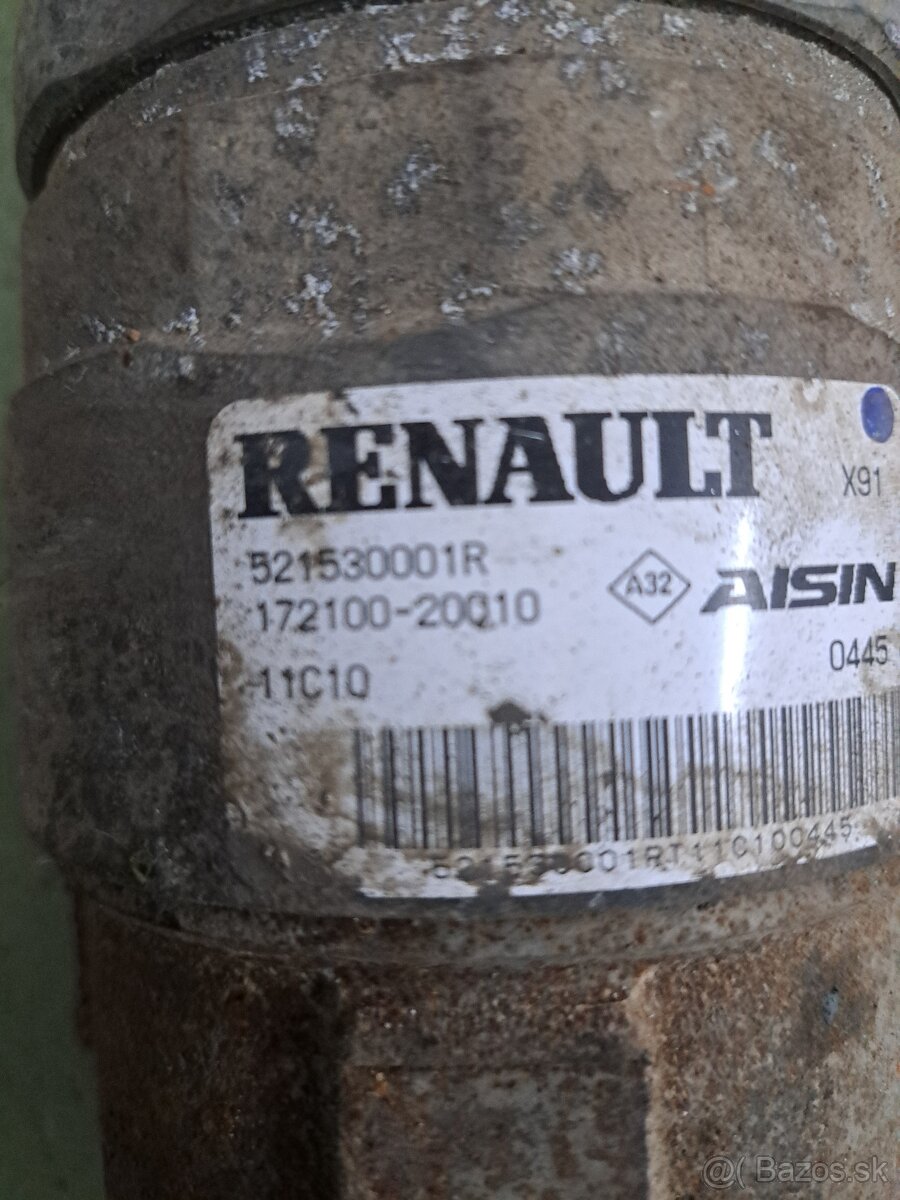 RENAULT
X91
521530001R
172100-20010
A32
AISIN
11C10
0445
521530001RT11C100445
@( Bazos.sk